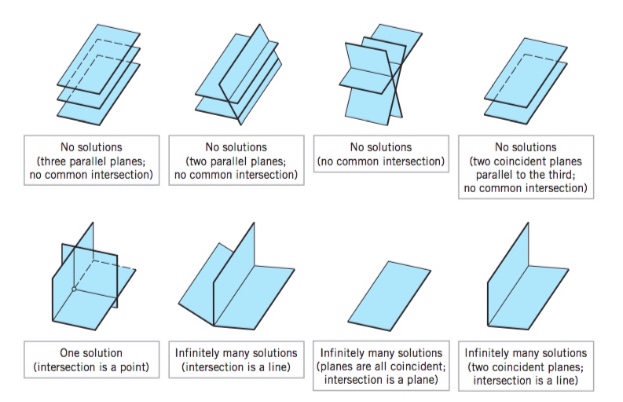 No solutions
(three parallel planes;
no common intersection)
No solutions
(two parallel planes;
no common intersection)
No solutions
(no common intersection)
No solutions
(two coincident planes
parallel to the third;
no common intersection)
One solution
(intersection is a point)
Infinitely many solutions
(intersection is a line)
Infinitely many solutions
(planes are all coincident;
intersection is a plane)
Infinitely many solutions
(two coincident planes;
intersection is a line)